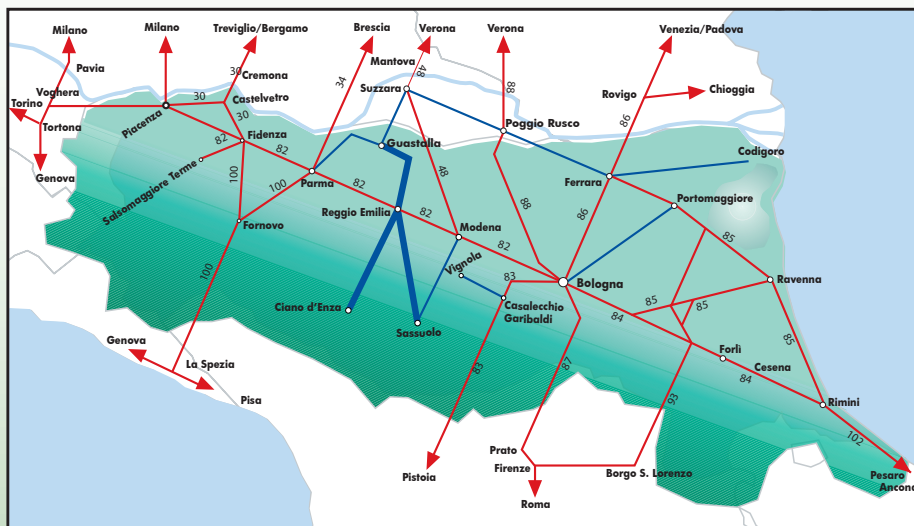 Milano
Milano
Treviglio/Bergamo
Brescia
Verona
Verona
Venezia/Padova
Pavia
30
Cremona
Mantova
48
34
88
Voghera
30
Castelvetro
Suzzara
Rovigo
Chioggia
Torino
Piacenza
30
86
Tortona
82
Fidenza
Guastalla
Poggio Rusco
Codigoro
Genova
Salsomaggiore Terme
100
82
100
Parma
82
48
Ferrara
Portomaggiore
Reggio Emilia
82
88
86
Fornovo
Modena
82
85
100
Vignola
83
Bologna
Ravenna
Ciano d'Enza
Casalecchio
Garibaldi
85
85
84
Sassuolo
85
Genova
Forlì
La Spezia
83
87
Cesena
84
Pisa
93
Rimini
102
Prato
Pistoia
Firenze
Borgo S. Lorenzo
Pesaro
Ancona
Roma